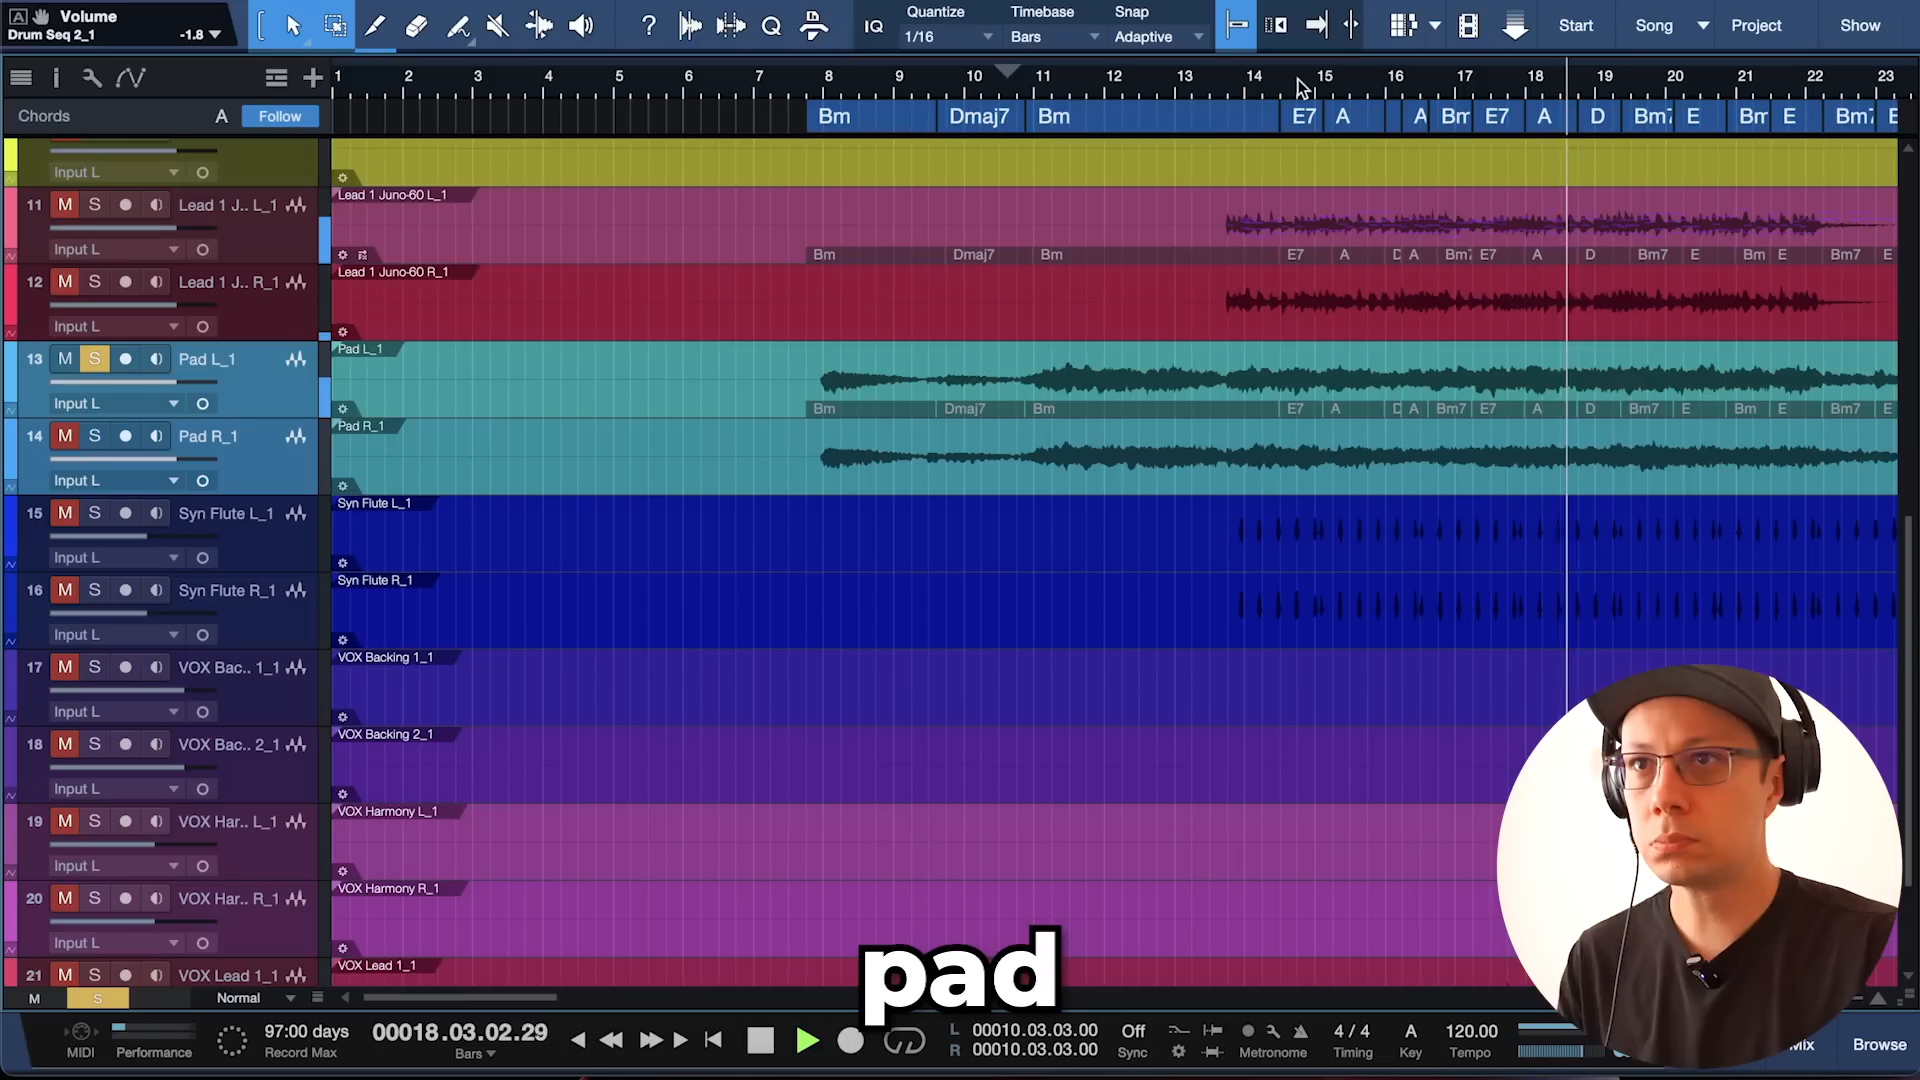 Volume
Drum Seq 2_1 -1.8
IQ
Quantize Timebase Snap
1/16 Bars Adaptive
Start Song Project Show
1 2 3 4 5 6 7 8 9 10 11 12 13 14 15 16 17 18 19 20 21 22 23
Chords A Follow
Bm Dmaj7 Bm E7 A A Bm E7 A D Bm7 E Bm E Bm7 E
Input L
11 M S Lead 1 J.. L_1
Lead 1 Juno-60 L_1
Input L
Bm Dmaj7 Bm E7 A D A Bm7 E7 A D Bm7 E Bm E Bm7 E
12 M S Lead 1 J.. R_1
Lead 1 Juno-60 R_1
Input L
13 M S Pad L_1
Pad L_1
Input L
Bm Dmaj7 Bm E7 A D A Bm7 E7 A D Bm7 E Bm E Bm7 E
14 M S Pad R_1
Pad R_1
Input L
15 M S Syn Flute L_1
Syn Flute L_1
Input L
16 M S Syn Flute R_1
Syn Flute R_1
Input L
17 M S VOX Bac.. 1_1
VOX Backing 1_1
Input L
18 M S VOX Bac.. 2_1
VOX Backing 2_1
Input L
19 M S VOX Har.. L_1
VOX Harmony L_1
Input L
20 M S VOX Har.. R_1
VOX Harmony R_1
Input L
21 M S VOX Lead 1_1
VOX Lead 1_1
pad
M S Normal
MIDI Performance
97:00 days
Record Max
00018.03.02.29
Bars
L 00010.03.03.00
R 00010.03.03.00
Off
Sync
Metronome
4 / 4
Timing
A
Key
120.00
Tempo
Mix Browse